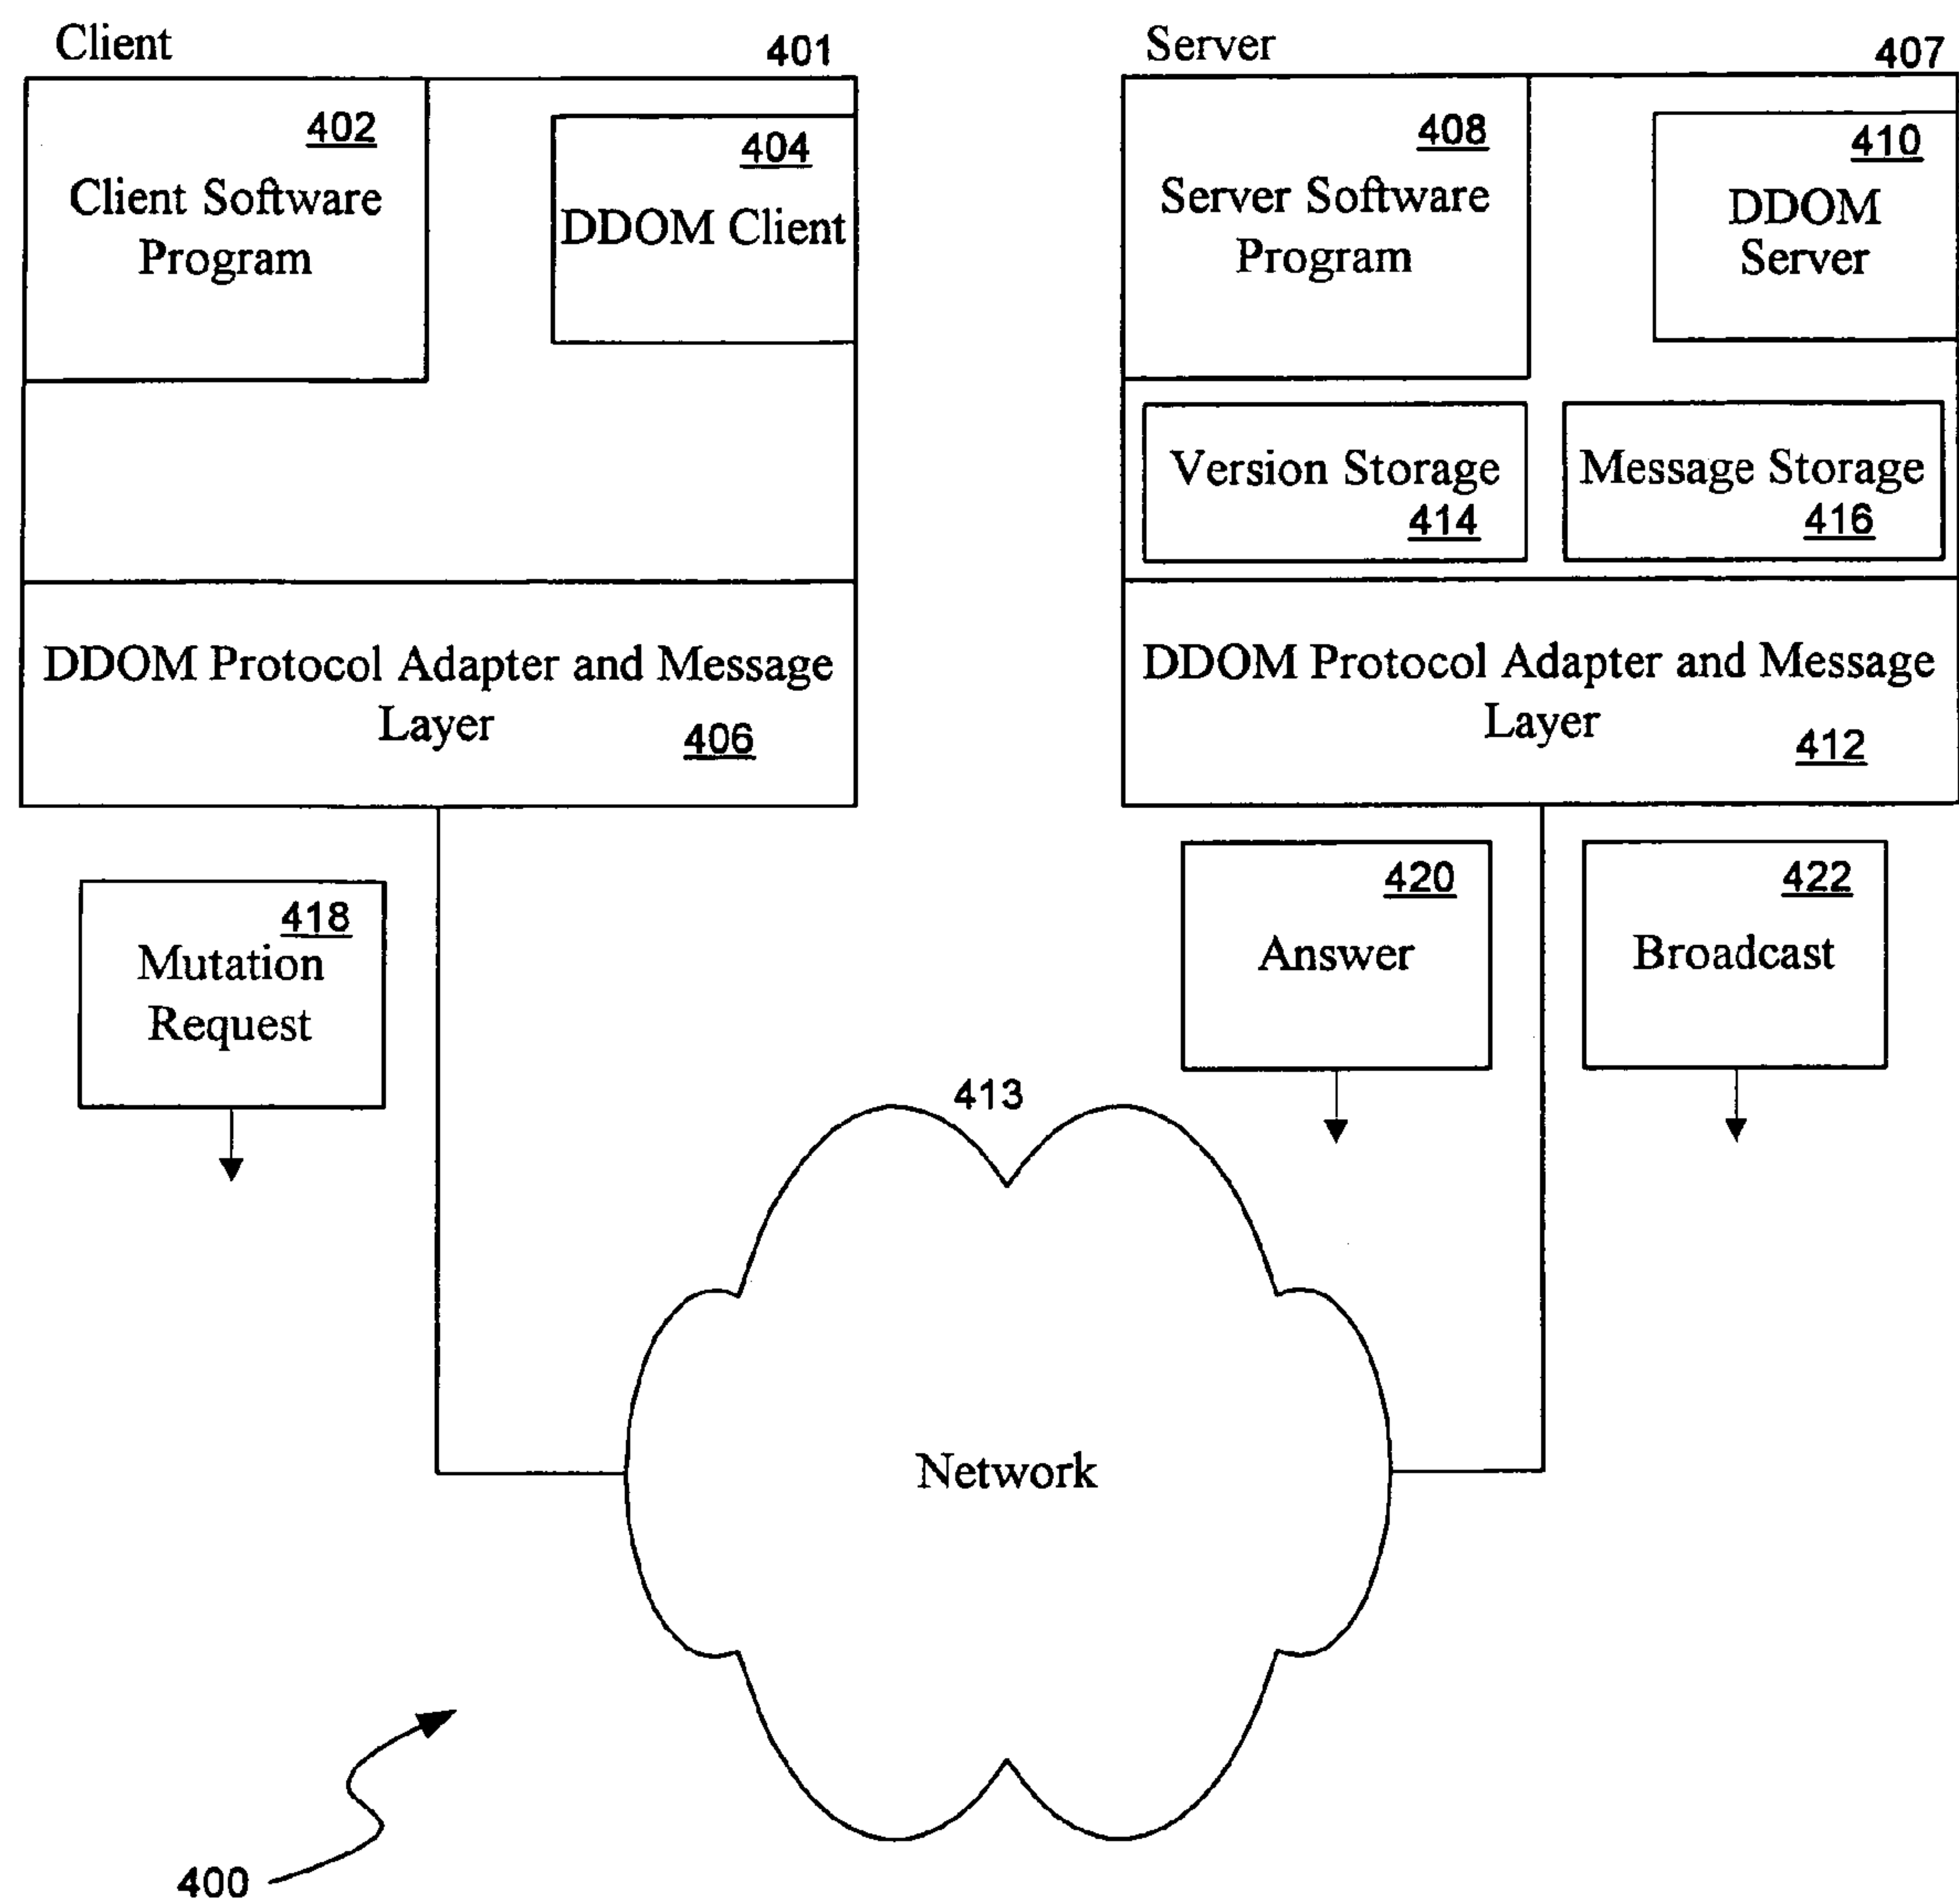 Client
401
402
Client Software
Program
404
DDOM Client
DDOM Protocol Adapter and Message
Layer
406
Server
407
408
Server Software
Program
410
DDOM
Server
Version Storage
414
Message Storage
416
DDOM Protocol Adapter and Message
Layer
412
418
Mutation
Request
420
Answer
422
Broadcast
413
Network
400